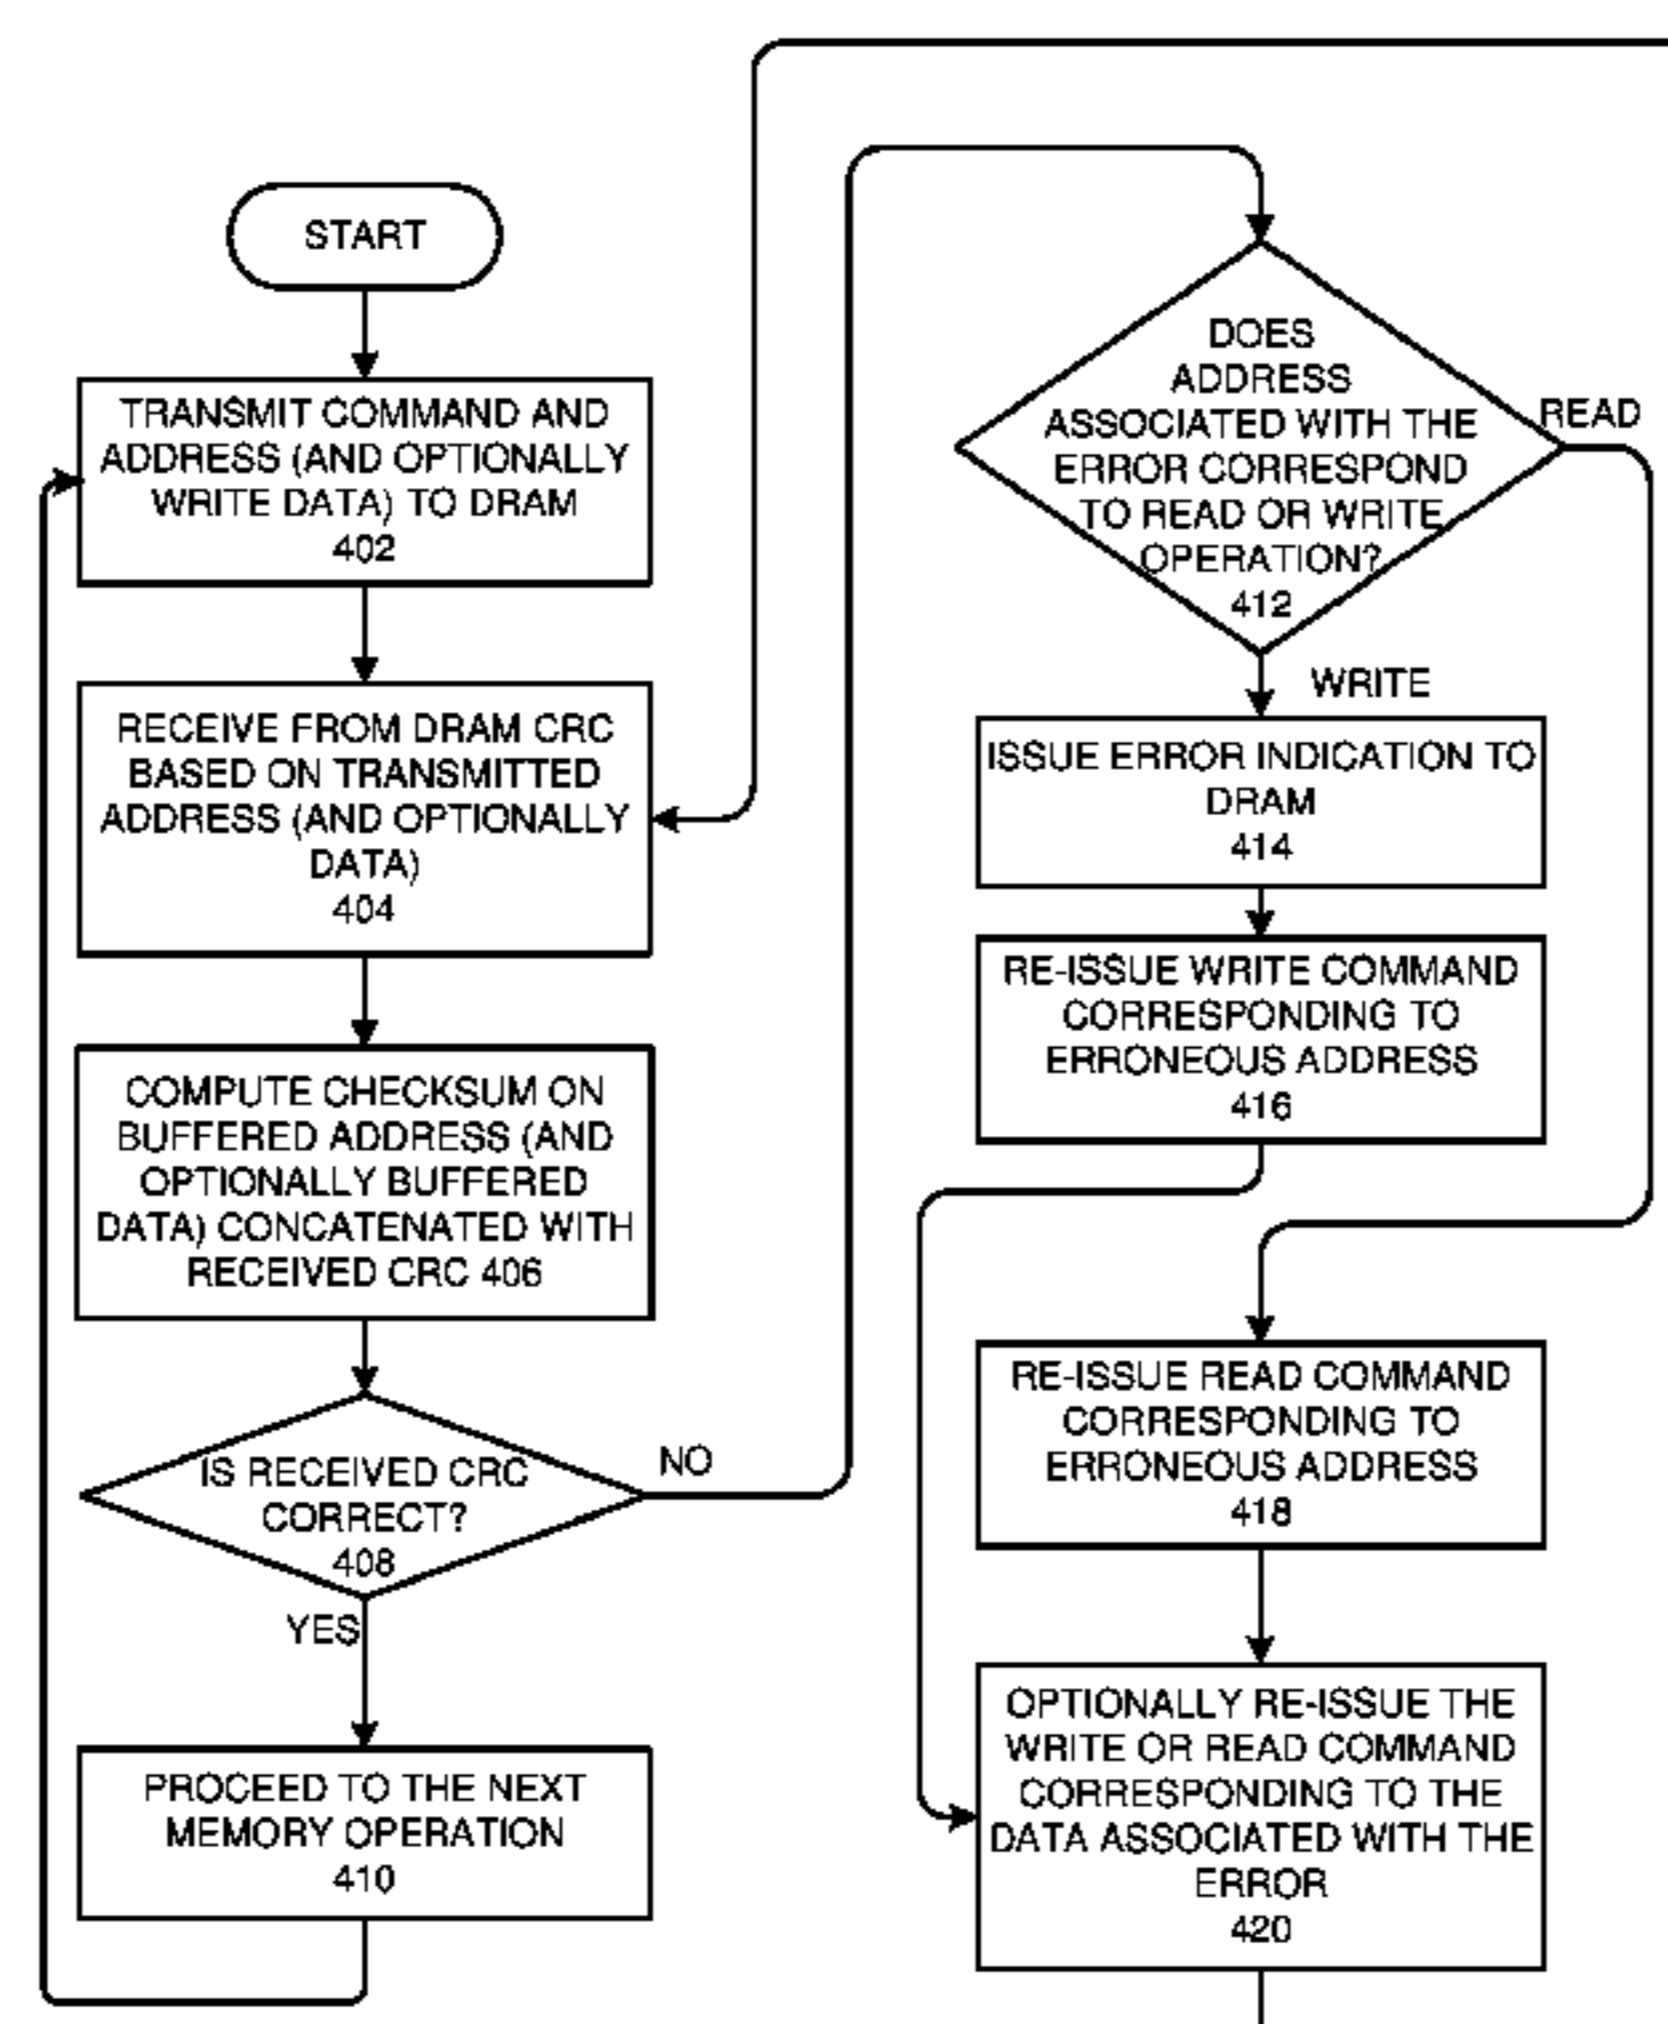 START
TRANSMIT COMMAND AND
ADDRESS (AND OPTIONALLY
WRITE DATA) TO DRAM
402
RECEIVE FROM DRAM CRC
BASED ON TRANSMITTED
ADDRESS (AND OPTIONALLY
DATA)
404
COMPUTE CHECKSUM ON
BUFFERED ADDRESS (AND
OPTIONALLY BUFFERED
DATA) CONCATENATED WITH
RECEIVED CRC 406
IS RECEIVED CRC
CORRECT?
408
NO
YES
PROCEED TO THE NEXT
MEMORY OPERATION
410
DOES
ADDRESS
ASSOCIATED WITH THE
ERROR CORRESPOND
TO READ OR WRITE
OPERATION?
412
READ
WRITE
ISSUE ERROR INDICATION TO
DRAM
414
RE-ISSUE WRITE COMMAND
CORRESPONDING TO
ERRONEOUS ADDRESS
416
RE-ISSUE READ COMMAND
CORRESPONDING TO
ERRONEOUS ADDRESS
418
OPTIONALLY RE-ISSUE THE
WRITE OR READ COMMAND
CORRESPONDING TO THE
DATA ASSOCIATED WITH THE
ERROR
420